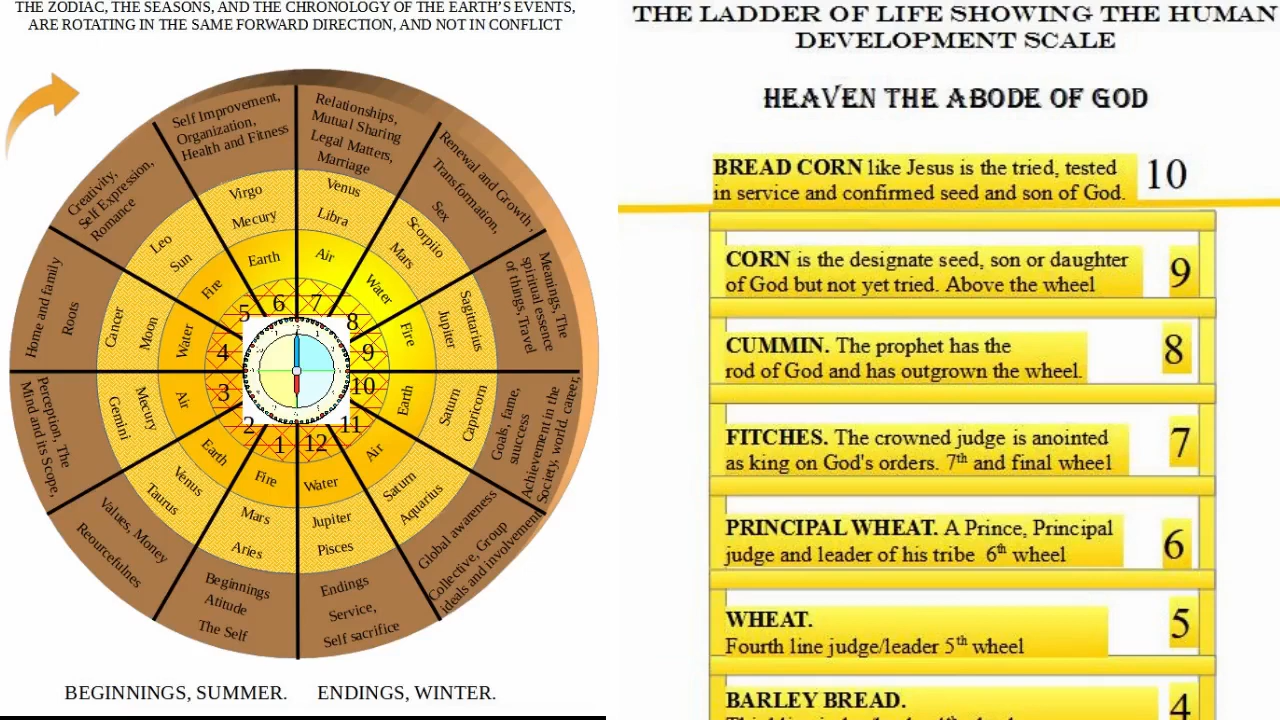 THE ZODIAC, THE SEASONS, AND THE CHRONOLOGY OF THE EARTH'S EVENTS,
ARE ROTATING IN THE SAME FORWARD DIRECTION, AND NOT IN CONFLICT
Self Improvement,
Organization,
Health and Fitness
Relationships,
Mutual Sharing
Legal Matters,
Marriage
Renewal and Growth,
Transformation,
Sex
Meanings, The
spiritual essence
of things, Travel
Goals, fame,
suuccess
Achievement in the
Society, world. career,
Global awareness
Collective, Group
ideals and involvement
Endings
Service,
Self sacrifice
Beginnings
Atitude
The Self
Values, Money
Reourcefulnes
Perception, The
Mind and its Scope,
Home and family
Roots
Creativity,
Self Expression,
Romance
Virgo
Mecury
Venus
Libra
Scorpilo
Mars
Sagittarius
Jupiter
Saturn
Capricorn
Saturn
Aquarius
Jupiter
Pisces
Mars
Aries
Venus
Taurus
Mecury
Gemini
Cancer
Moon
Leo
Sun
Earth
Air
Water
Fire
Earth
Air
Water
Fire
Earth
Air
Water
Fire
6
7
8
9
10
11
12
1
2
3
4
5
BEGINNINGS, SUMMER. ENDINGS, WINTER.
THE LADDER OF LIFE SHOWING THE HUMAN
DEVELOPMENT SCALE
HEAVEN THE ABODE OF GOD
BREAD CORN like Jesus is the tried, tested
in service and confirmed seed and son of God.
10
CORN is the designate seed, son or daughter
of God but not yet tried. Above the wheel
9
CUMMIN. The prophet has the
rod of God and has outgrown the wheel.
8
FITCHES. The crowned judge is anointed
as king on God's orders. 7th and final wheel
7
PRINCIPAL WHEAT. A Prince, Principal
judge and leader of his tribe 6th wheel
6
WHEAT.
Fourth line judge/leader 5th wheel
5
BARLEY BREAD.
4